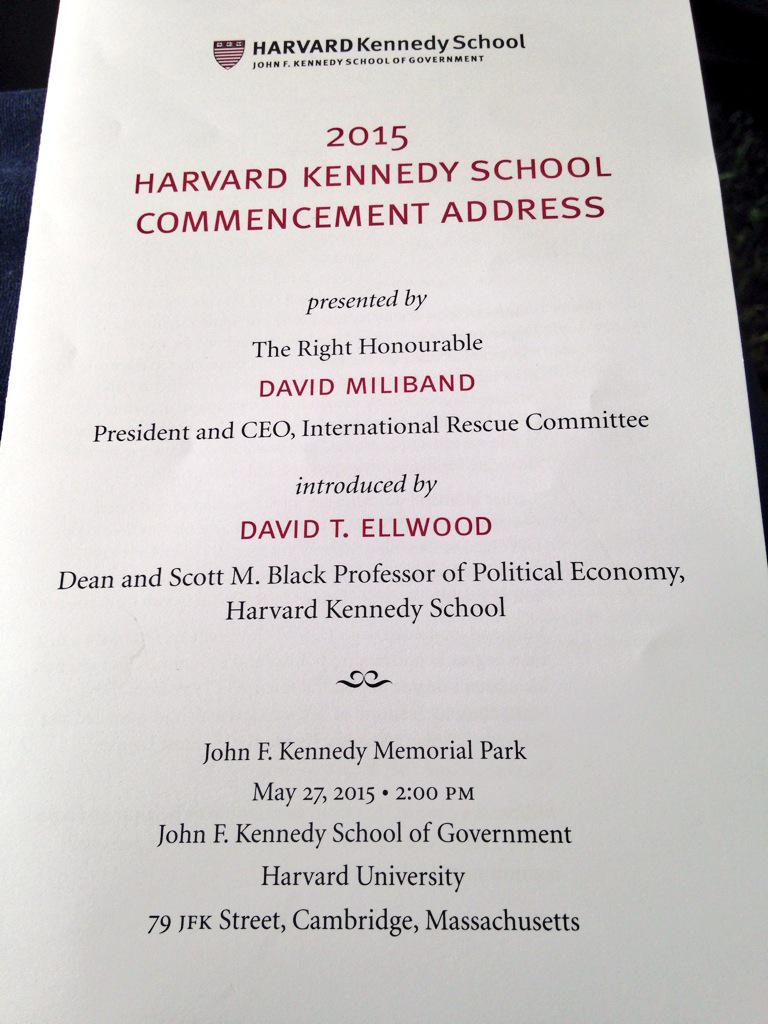 HARVARD Kennedy School
JOHN F. KENNEDY SCHOOL OF GOVERNMENT
2015
HARVARD KENNEDY SCHOOL
COMMENCEMENT ADDRESS
presented by
The Right Honourable
DAVID MILIBAND
President and CEO, International Rescue Committee
introduced by
DAVID T. ELLWOOD
Dean and Scott M. Black Professor of Political Economy,
Harvard Kennedy School
John F. Kennedy Memorial Park
May 27, 2015 • 2:00 PM
John F. Kennedy School of Government
Harvard University
79 JFK Street, Cambridge, Massachusetts